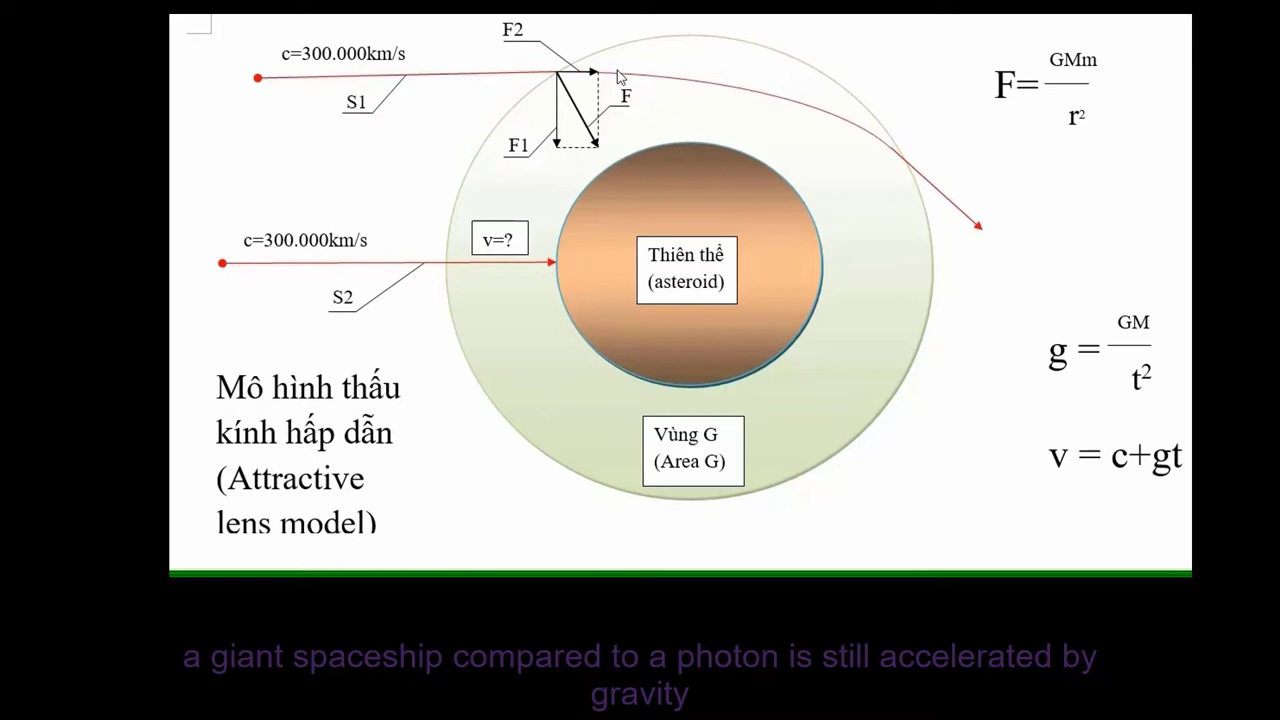 F2
c=300.000km/s
S1
F
F1
F=
GMm
r²
c=300.000km/s
v=?
S2
Thiên thể
(asteroid)
g =
GM
t²
v = c+gt
Mô hình thấu
kính hấp dẫn
(Attractive
lens model)
Vùng G
(Area G)
a giant spaceship compared to a photon is still accelerated by
gravity